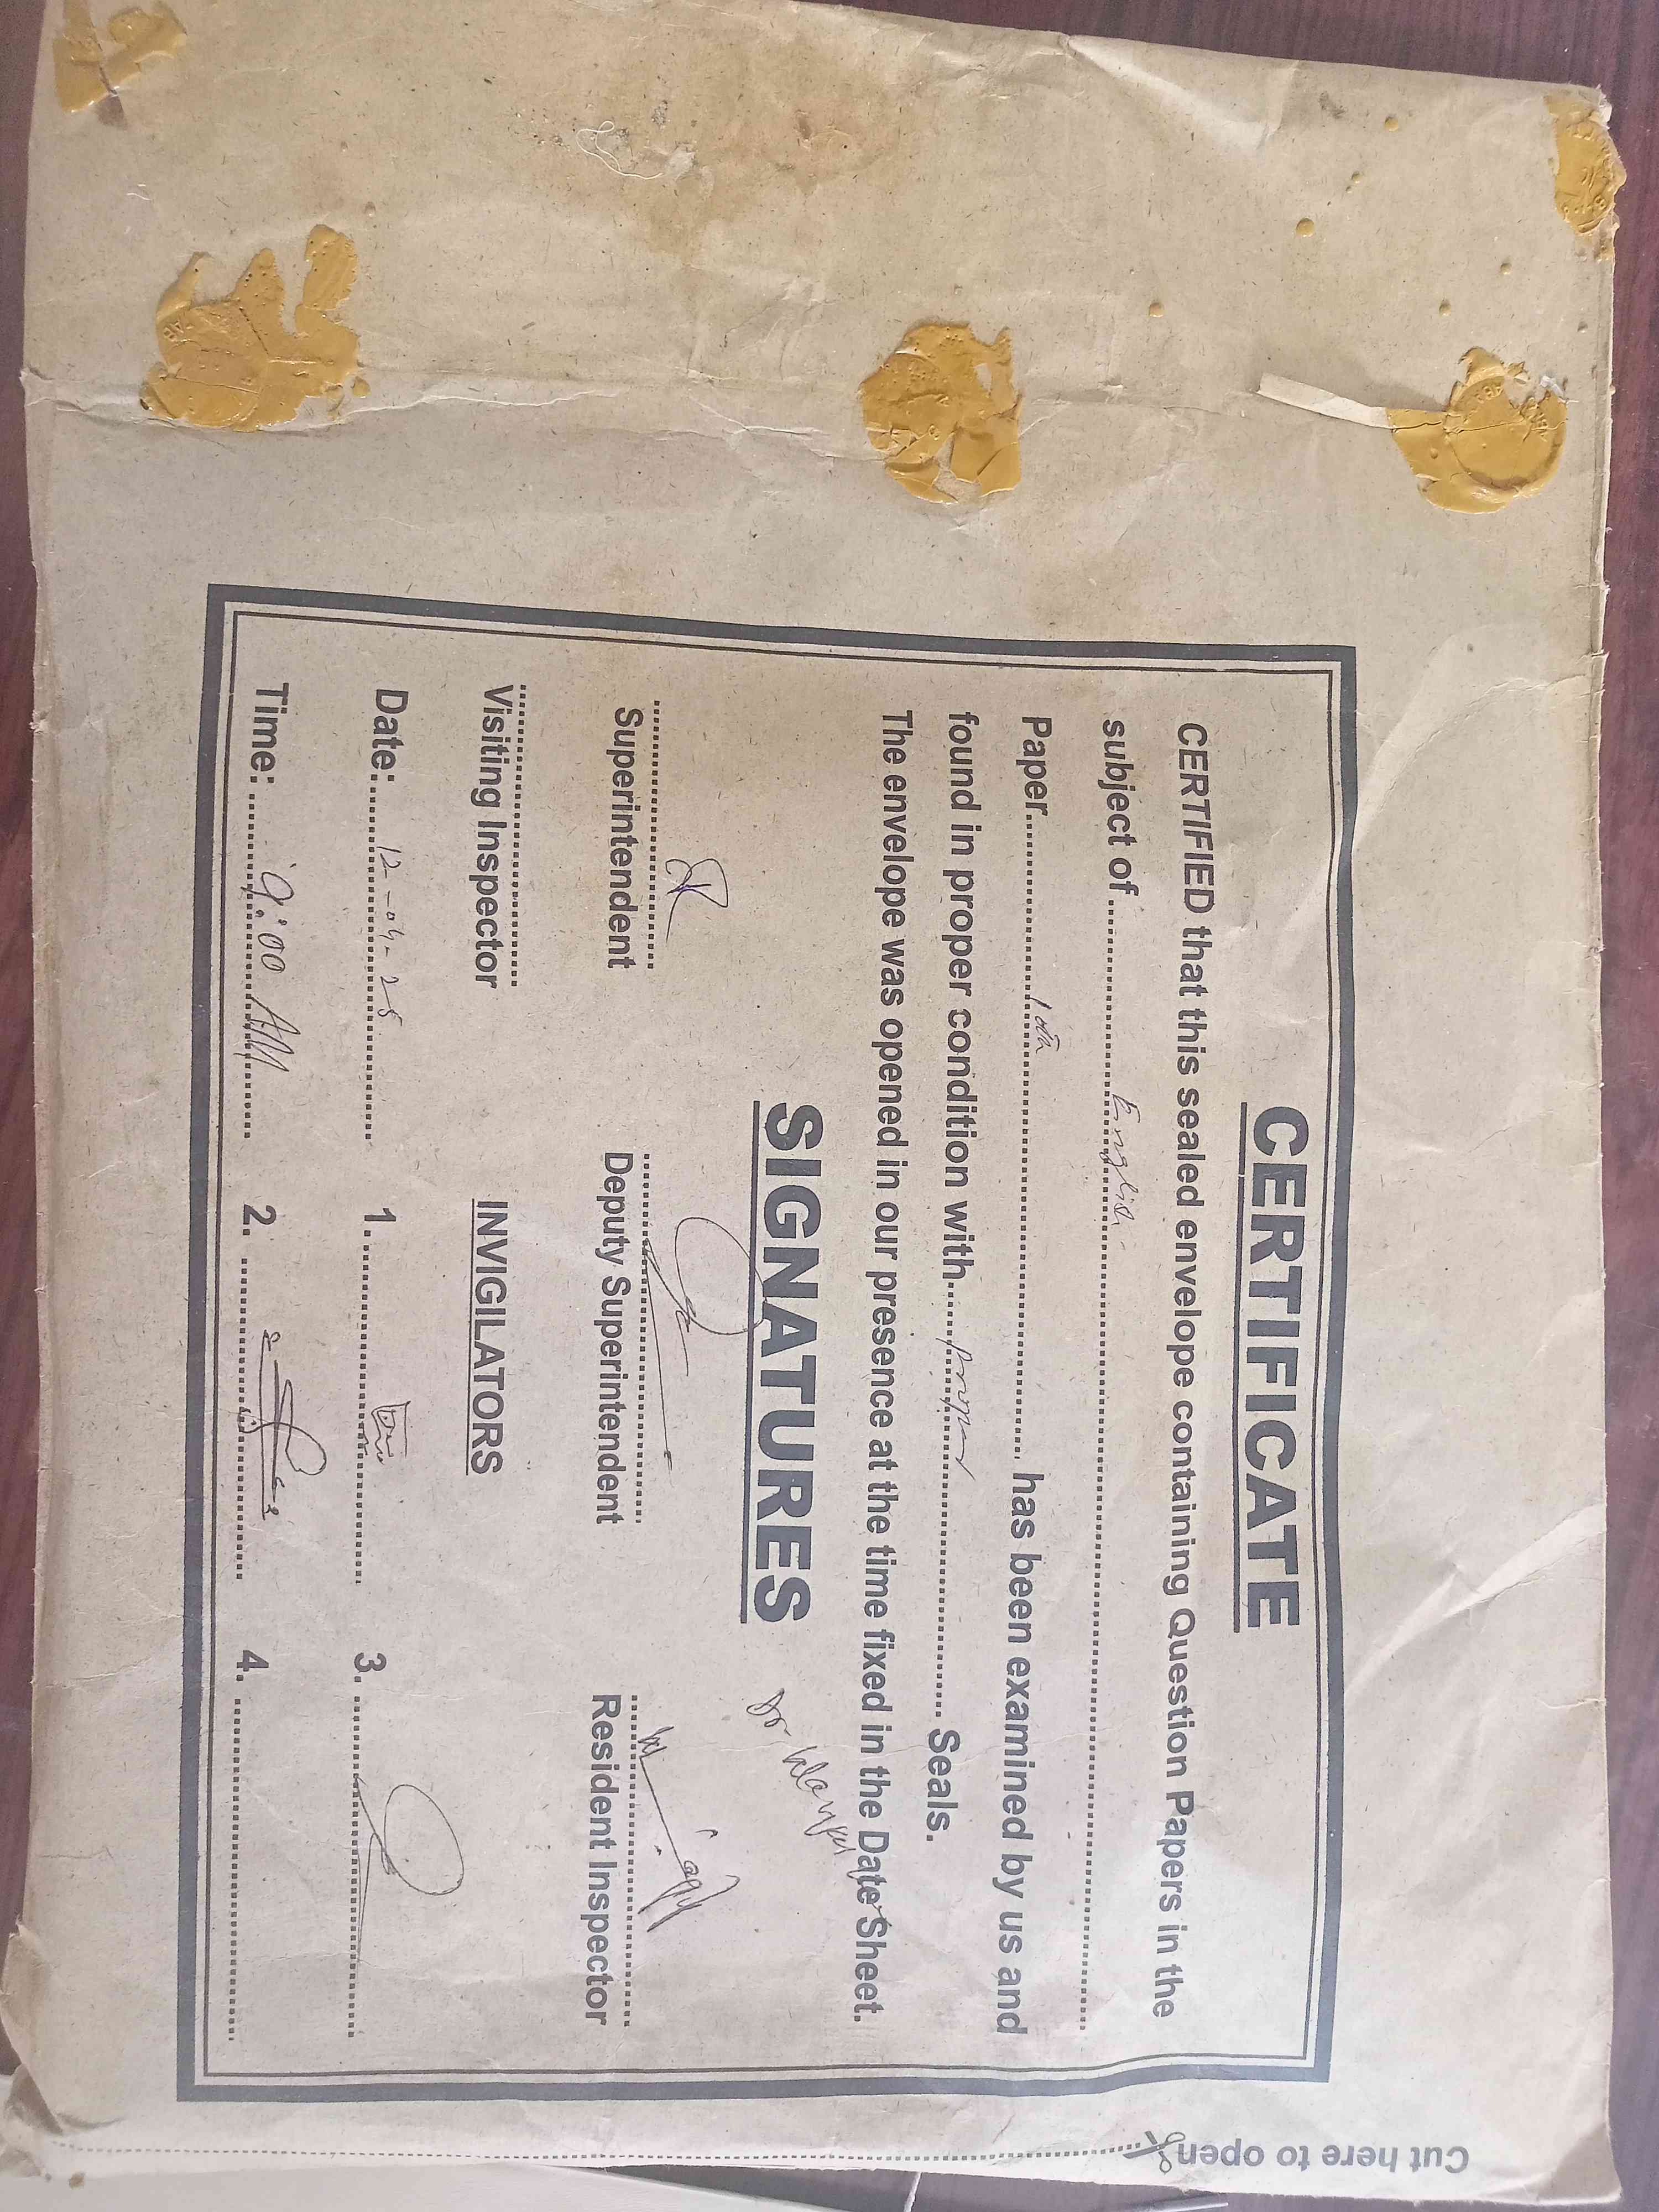 CERTIFICATE
CERTIFIED that this sealed envelope containing Question Papers in the
subject of English
Paper 10th has been examined by us and
found in proper condition with proper Seals.
The envelope was opened in our presence at the time fixed in the Date Sheet.
SIGNATURES
Superintendent Deputy Superintendent Resident Inspector
Visiting Inspector INVIGILATORS
Date: 12-04-25 1. 3.
Time: 9:00 AM 2. 4.
Cut here to open